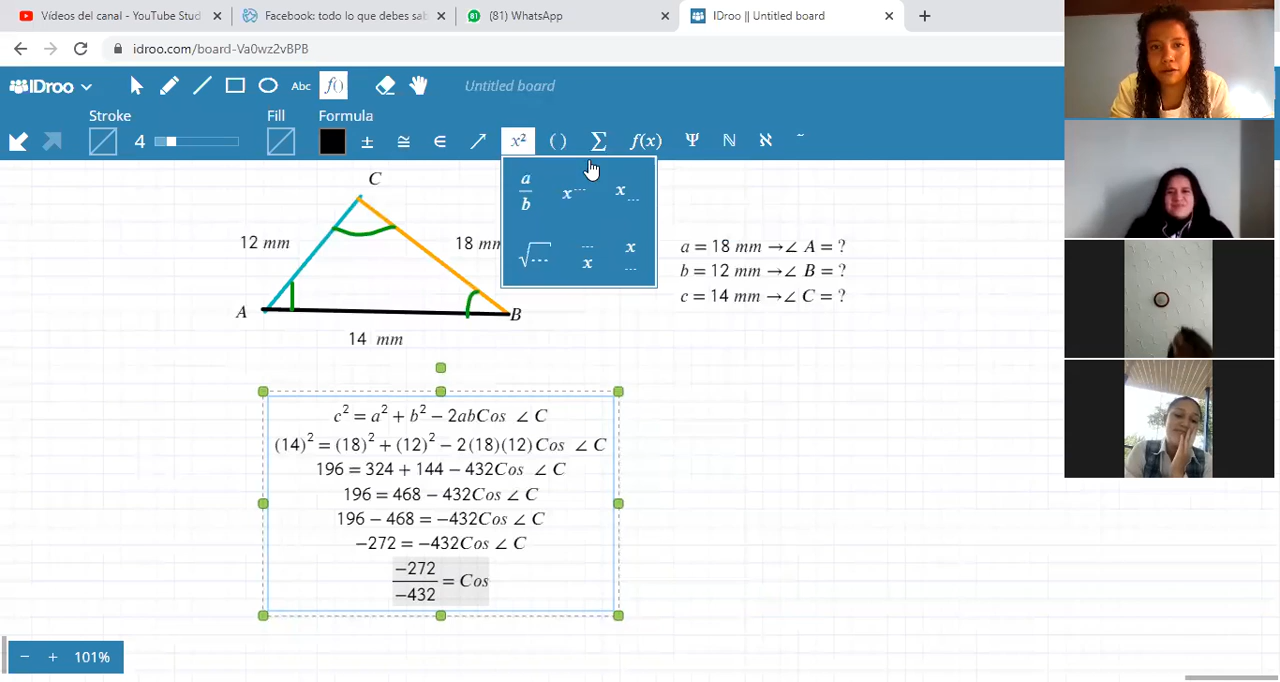 Vídeos del canal - YouTube Stud
Facebook: todo lo que debes sab
(81) WhatsApp
IDroo || Untitled board
idroo.com/board-Va0wz2vBPB
IDroo
Abc
f()
Untitled board
Stroke
Fill
Formula
4
± ≅ ∈ x² ( ) ∑ f(x) Ψ ℕ ℵ ~
a/b x··· x...
√... ... x x ...
C
12 mm
18 mm
A
B
14 mm
a = 18 mm →∠ A = ?
b = 12 mm →∠ B = ?
c = 14 mm →∠ C = ?
c² = a² + b² − 2abCos ∠ C
(14)² = (18)² + (12)² − 2(18)(12)Cos ∠ C
196 = 324 + 144 − 432Cos ∠ C
196 = 468 − 432Cos ∠ C
196 − 468 = −432Cos ∠ C
−272 = −432Cos ∠ C
−272/−432 = Cos
− + 101%